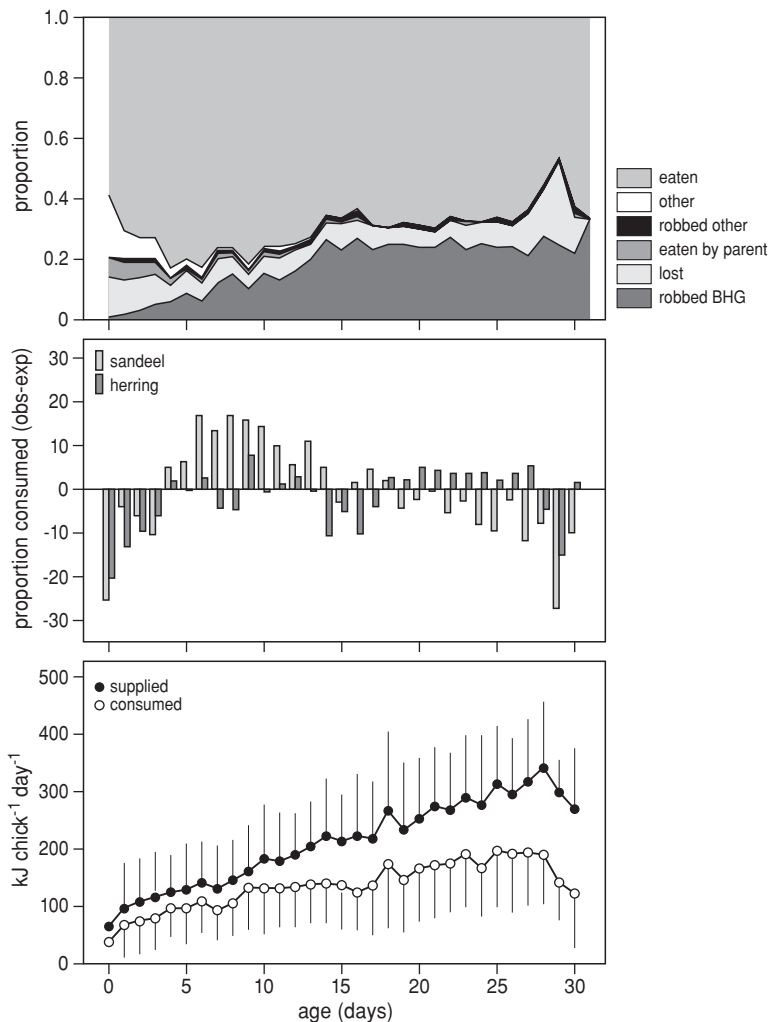 1.0
0.8
0.6
0.4
0.2
0
proportion
eaten
other
robbed other
eaten by parent
lost
robbed BHG
30
20
10
0
-10
-20
-30
proportion consumed (obs-exp)
sandeel
herring
500
400
300
200
100
0
kJ chick⁻¹ day⁻¹
supplied
consumed
0 5 10 15 20 25 30
age (days)